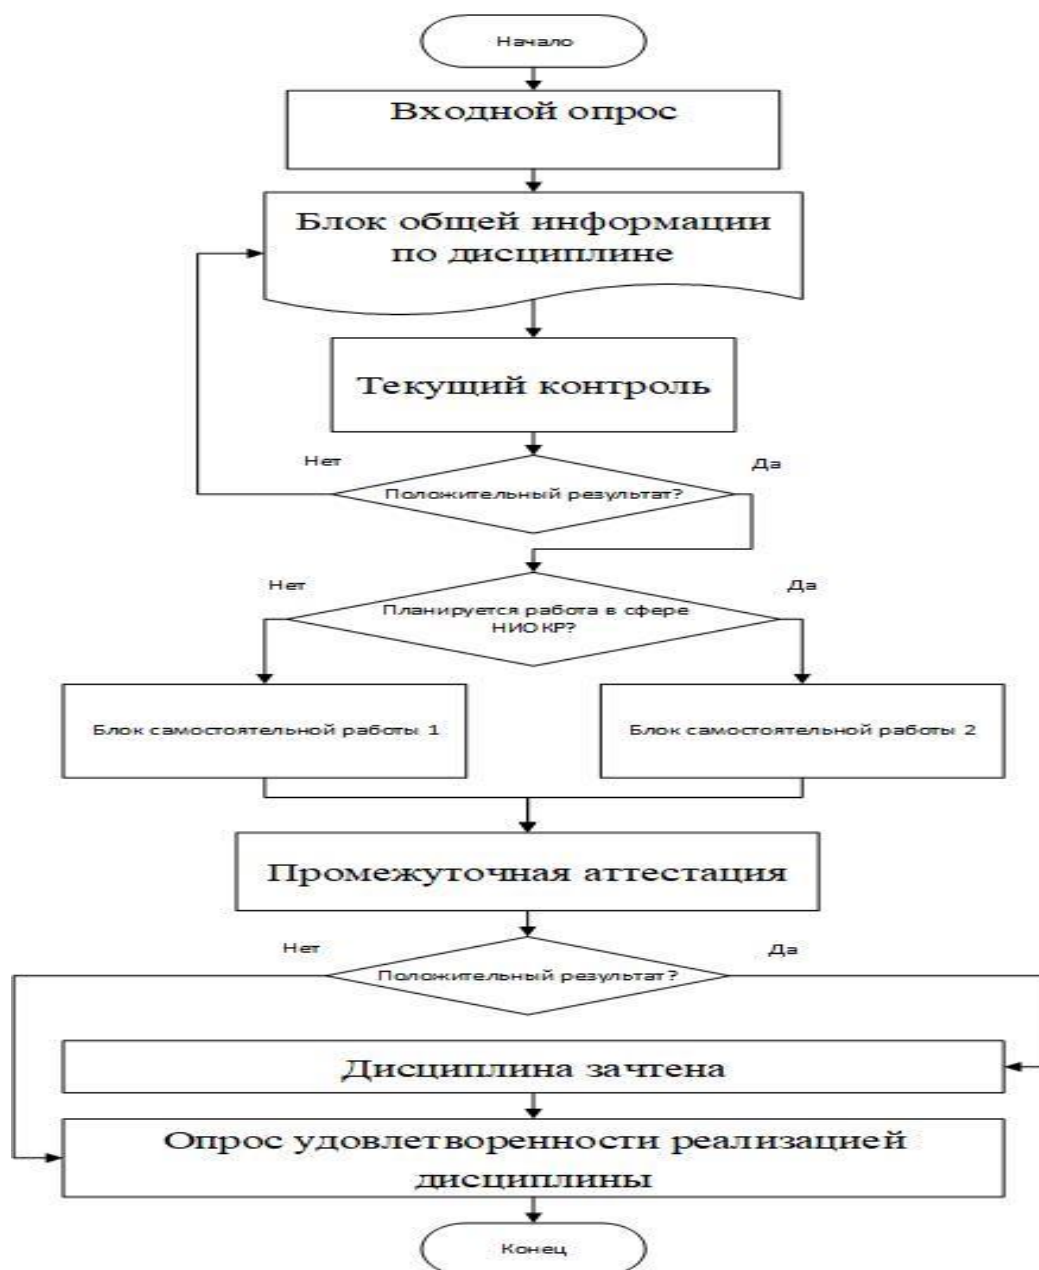 Начало
Входной опрос
Блок общей информации
по дисциплине
Текущий контроль
Нет
Да
Положительный результат?
Нет
Да
Планируется работа в сфере
НИОКР?
Блок самостоятельной работы 1
Блок самостоятельной работы 2
Промежуточная аттестация
Нет
Да
Положительный результат?
Дисциплина зачтена
Опрос удовлетворенности реализацией
дисциплины
Конец